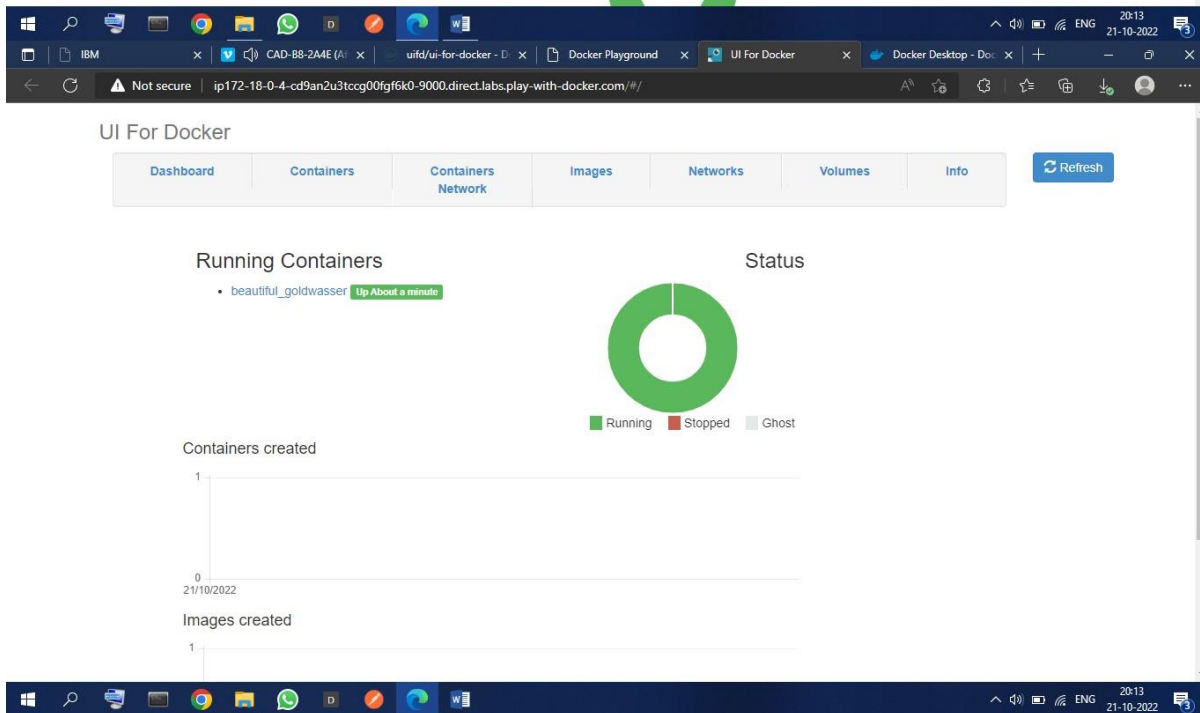 D
20:13
ENG
21-10-2022
3
IBM
CAD-B8-2A4E (Af
uifd/ui-for-docker - D
Docker Playground
UI For Docker
Docker Desktop - Doc
Not secure
ip172-18-0-4-cd9an2u3tccg00fgf6k0-9000.direct.labs.play-with-docker.com/#/
UI For Docker
Dashboard
Containers
Containers
Network
Images
Networks
Volumes
Info
Refresh
Running Containers
beautiful_goldwasser Up About a minute
Status
Running Stopped Ghost
Containers created
1
0
21/10/2022
Images created
1
D
20:13
ENG
21-10-2022
3